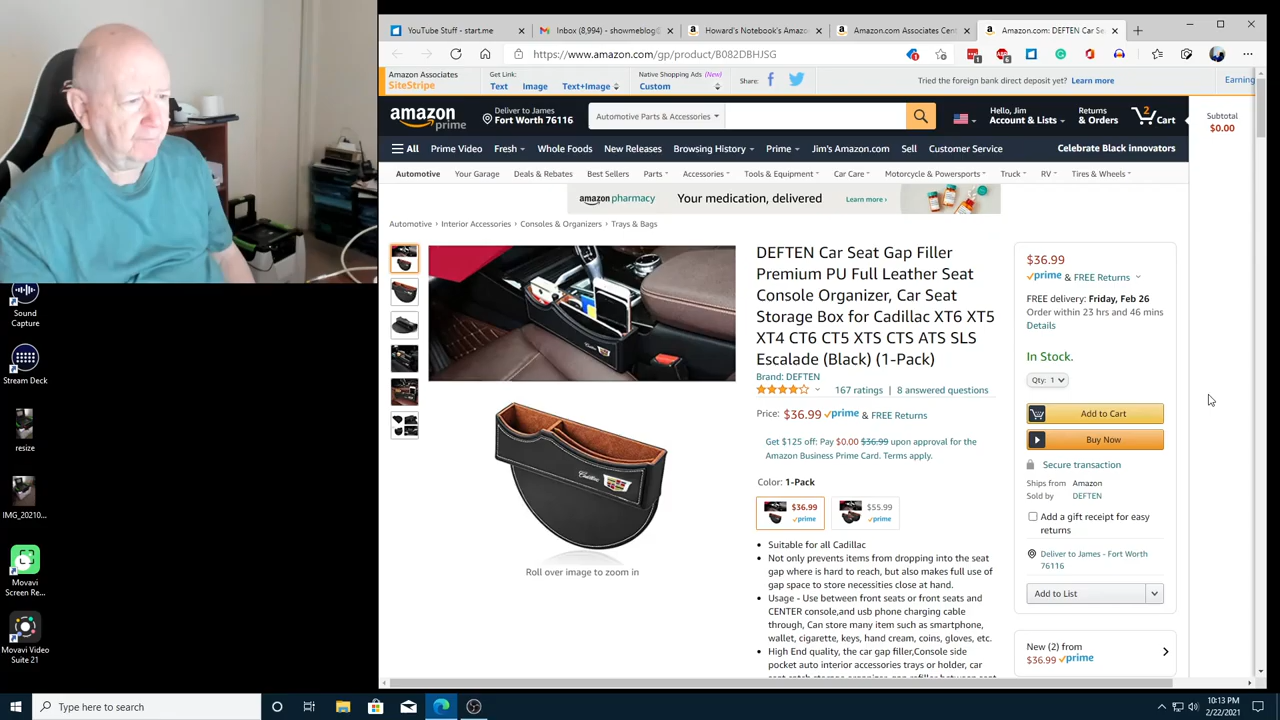 YouTube Stuff - start.me
Inbox (8,994) - showmeblog@
Howard's Notebook's Amazo
Amazon.com Associates Cent
Amazon.com: DEFTEN Car Se
https://www.amazon.com/gp/product/B082DBHJSG
Amazon Associates
SiteStripe
Get Link:
Text Image Text+Image
Native Shopping Ads (New)
Custom
Share:
Tried the foreign bank direct deposit yet? Learn more
Earning
amazon
prime
Deliver to James
Fort Worth 76116
Automotive Parts & Accessories
Hello, Jim
Account & Lists
Returns
& Orders
2
Cart
Subtotal
$0.00
All Prime Video Fresh Whole Foods New Releases Browsing History Prime Jim's Amazon.com Sell Customer Service
Celebrate Black innovators
Automotive Your Garage Deals & Rebates Best Sellers Parts Accessories Tools & Equipment Car Care Motorcycle & Powersports Truck RV Tires & Wheels
amazon pharmacy Your medication, delivered Learn more ›
Automotive › Interior Accessories › Consoles & Organizers › Trays & Bags
DEFTEN Car Seat Gap Filler
Premium PU Full Leather Seat
Console Organizer, Car Seat
Storage Box for Cadillac XT6 XT5
XT4 CT6 CT5 XTS CTS ATS SLS
Escalade (Black) (1-Pack)
Brand: DEFTEN
167 ratings | 8 answered questions
Price: $36.99 prime & FREE Returns
Get $125 off: Pay $0.00 $36.99 upon approval for the
Amazon Business Prime Card. Terms apply.
Color: 1-Pack
$36.99
prime
$55.99
prime
• Suitable for all Cadillac
• Not only prevents items from dropping into the seat
gap where is hard to reach, but also makes full use of
gap space to store necessities close at hand.
• Usage - Use between front seats or front seats and
CENTER console,and usb phone charging cable
through, Can store many item such as smartphone,
wallet, cigarette, keys, hand cream, coins, gloves, etc.
• High End quality, the car gap filler,Console side
pocket auto interior accessories trays or holder, car
Cadillac
Roll over image to zoom in
$36.99
prime & FREE Returns
FREE delivery: Friday, Feb 26
Order within 23 hrs and 46 mins
Details
In Stock.
Qty: 1
Add to Cart
Buy Now
Secure transaction
Ships from Amazon
Sold by DEFTEN
Add a gift receipt for easy
returns
Deliver to James - Fort Worth
76116
Add to List
New (2) from
$36.99 prime
Sound
Capture
Stream Deck
resize
IMG_20210...
Movavi
Screen Re...
Movavi Video
Suite 21
Type here to search
10:13 PM
2/22/2021